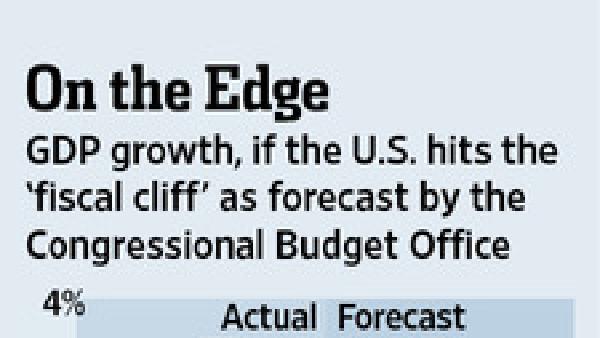 On the Edge
GDP growth, if the U.S. hits the
‘fiscal cliff’ as forecast by the
Congressional Budget Office
4%
Actual Forecast